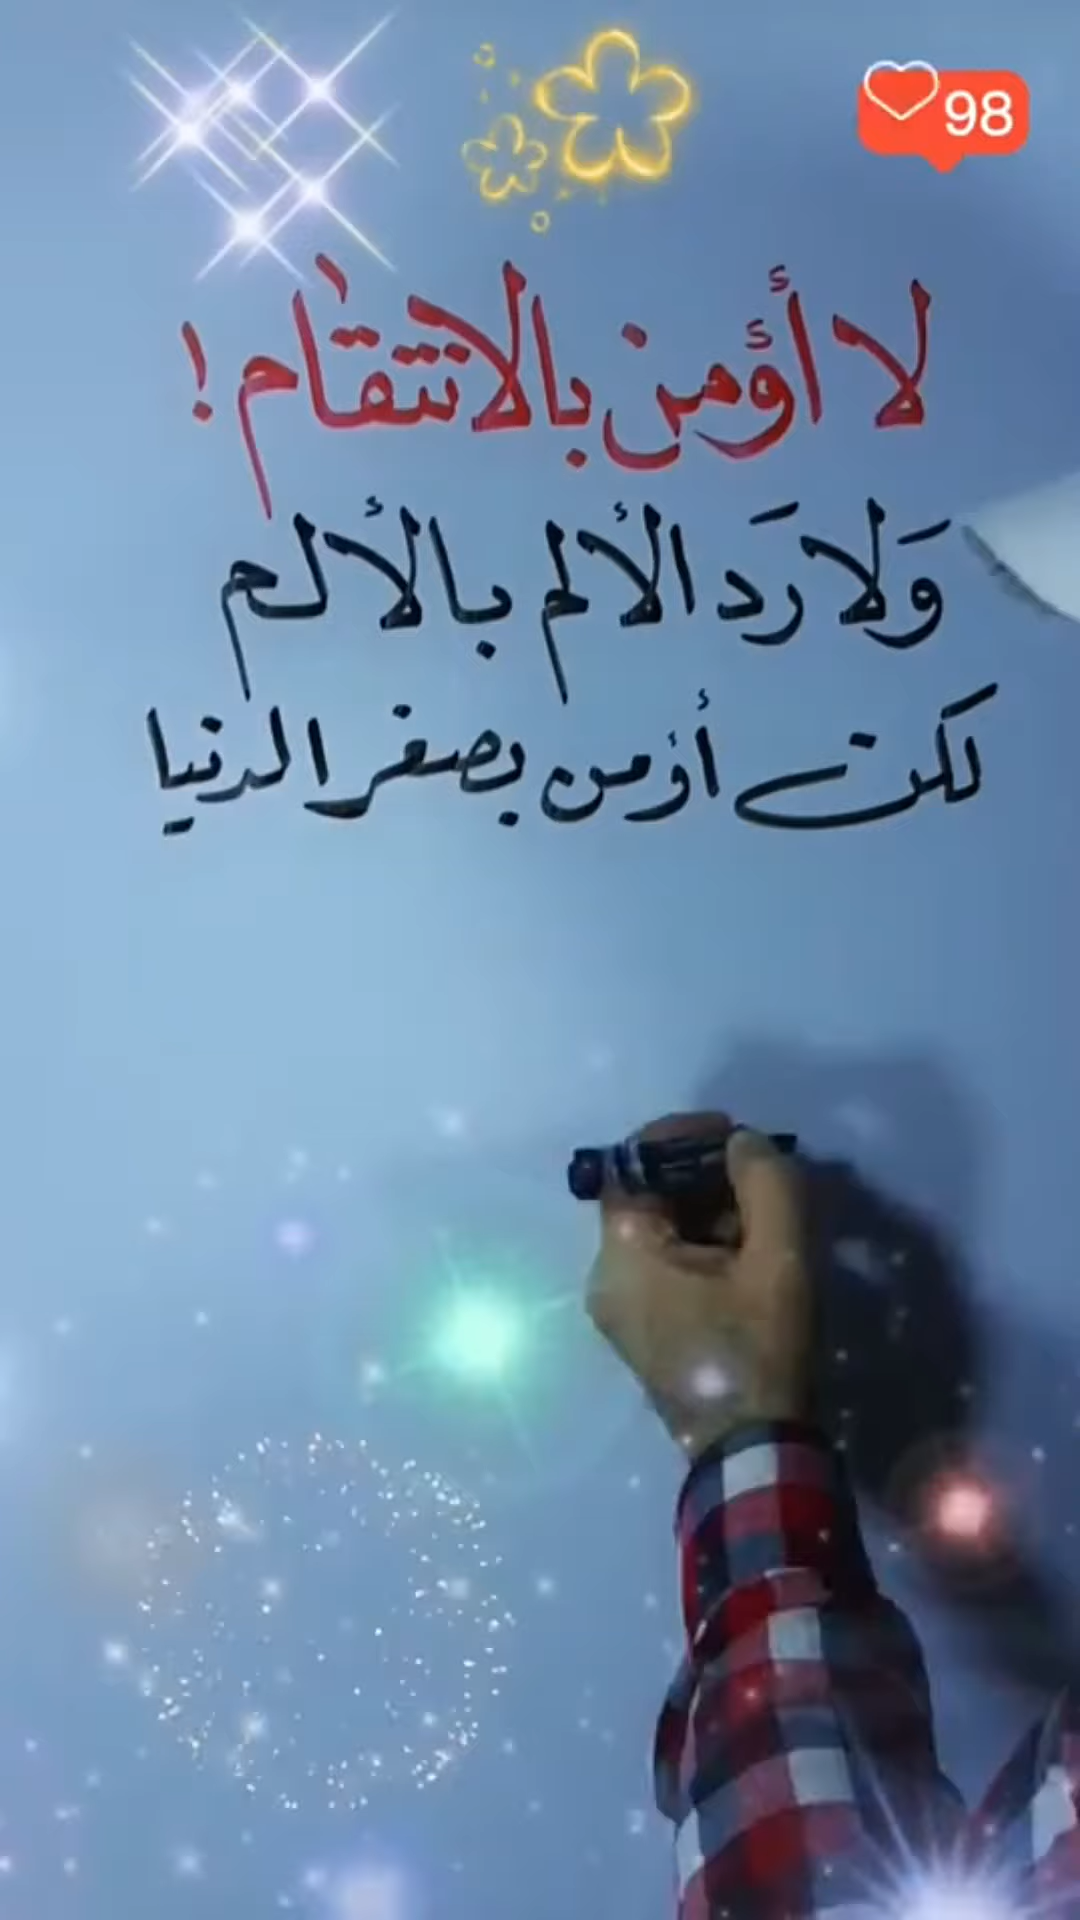 98
لا أؤمن بالانتقام !
وَلا رَد الألم بالألم
لكن أؤمن بصغر الدنيا